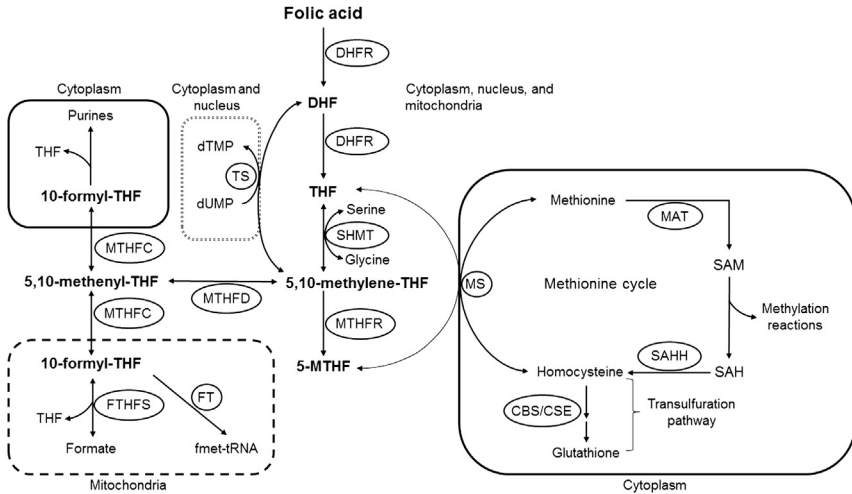 Folic acid
DHFR
Cytoplasm
Cytoplasm and
nucleus
Cytoplasm, nucleus, and
mitochondria
Purines
DHF
THF
dTMP
DHFR
TS
10-formyl-THF
dUMP
THF
Serine
Methionine
MAT
MTHFC
SHMT
Glycine
SAM
5,10-methenyl-THF
MTHFD
5,10-methylene-THF
MS
Methionine cycle
MTHFC
MTHFR
Methylation
reactions
10-formyl-THF
5-MTHF
Homocysteine
SAHH
SAH
FT
FTHFS
THF
CBS/CSE
Transulfuration
pathway
Formate
fmet-tRNA
Glutathione
Mitochondria
Cytoplasm